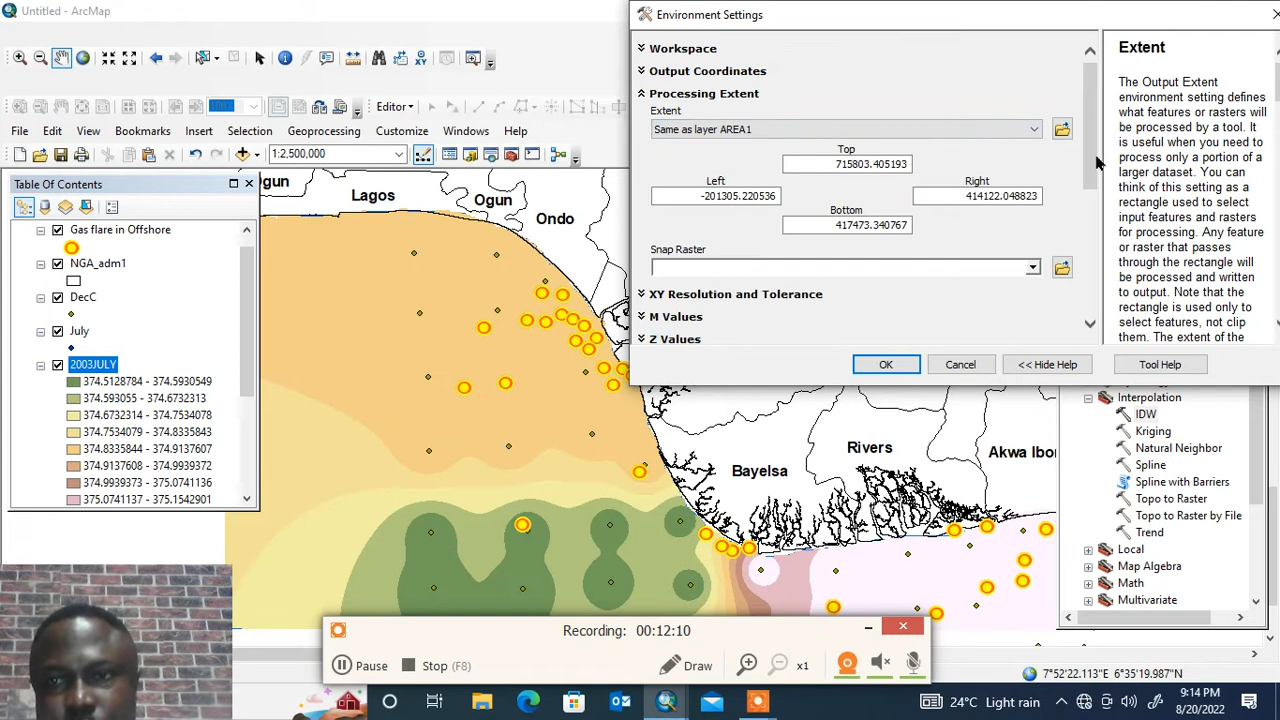 Untitled - ArcMap
Environment Settings
Workspace
Output Coordinates
Processing Extent
Extent
Same as layer AREA1
Top
715803.405193
Left
Right
-201305.220536
414122.048823
Bottom
417473.340767
Snap Raster
XY Resolution and Tolerance
M Values
Z Values
OK
Cancel
<< Hide Help
Tool Help
Extent
The Output Extent
environment setting defines
what features or rasters will
be processed by a tool. It
is useful when you need to
process only a portion of a
larger dataset. You can
think of this setting as a
rectangle used to select
input features and rasters
for processing. Any feature
or raster that passes
through the rectangle will
be processed and written
to output. Note that the
rectangle is used only to
select features, not clip
them. The extent of the
Editor
File Edit View Bookmarks Insert Selection Geoprocessing Customize Windows Help
1:2,500,000
Table Of Contents
Gas flare in Offshore
NGA_adm1
DecC
July
2003JULY
374.5128784 - 374.5930549
374.593055 - 374.6732313
374.6732314 - 374.7534078
374.7534079 - 374.8335843
374.8335844 - 374.9137607
374.9137608 - 374.9939372
374.9939373 - 375.0741136
375.0741137 - 375.1542901
gun
Lagos
Ogun
Ondo
Bayelsa
Rivers
Akwa Ibor
Interpolation
IDW
Kriging
Natural Neighbor
Spline
Spline with Barriers
Topo to Raster
Topo to Raster by File
Trend
Local
Map Algebra
Math
Multivariate
Recording: 00:12:10
Pause
Stop (F8)
Draw
x1
7°52'22.113"E 6°35'19.987"N
24°C Light rain
9:14 PM
8/20/2022